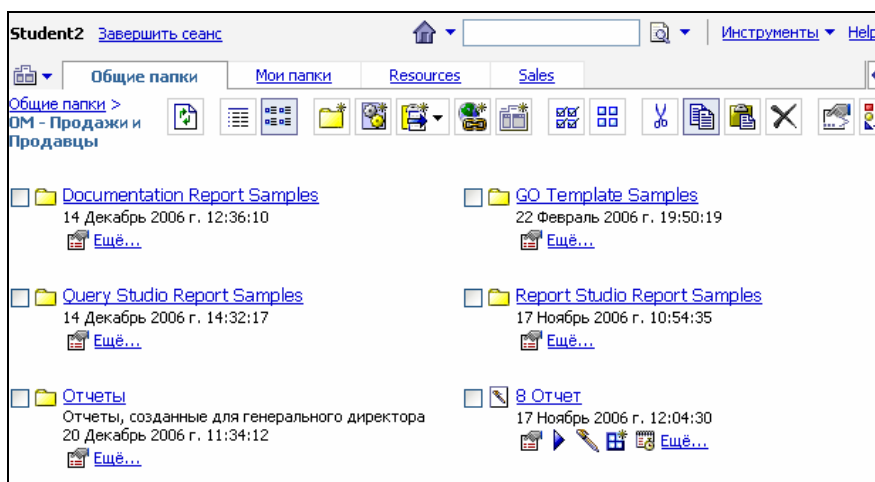 Student2 Завершить сеанс Инструменты Help
Общие папки Мои папки Resources Sales
Общие папки >
ОМ - Продажи и
Продавцы
Documentation Report Samples GO Template Samples
14 Декабрь 2006 г. 12:36:10 22 Февраль 2006 г. 19:50:19
Ещё... Ещё...
Query Studio Report Samples Report Studio Report Samples
14 Декабрь 2006 г. 14:32:17 17 Ноябрь 2006 г. 10:54:35
Ещё... Ещё...
Отчеты 8 Отчет
Отчеты, созданные для генерального директора 17 Ноябрь 2006 г. 12:04:30
20 Декабрь 2006 г. 11:34:12 Ещё...
Ещё...